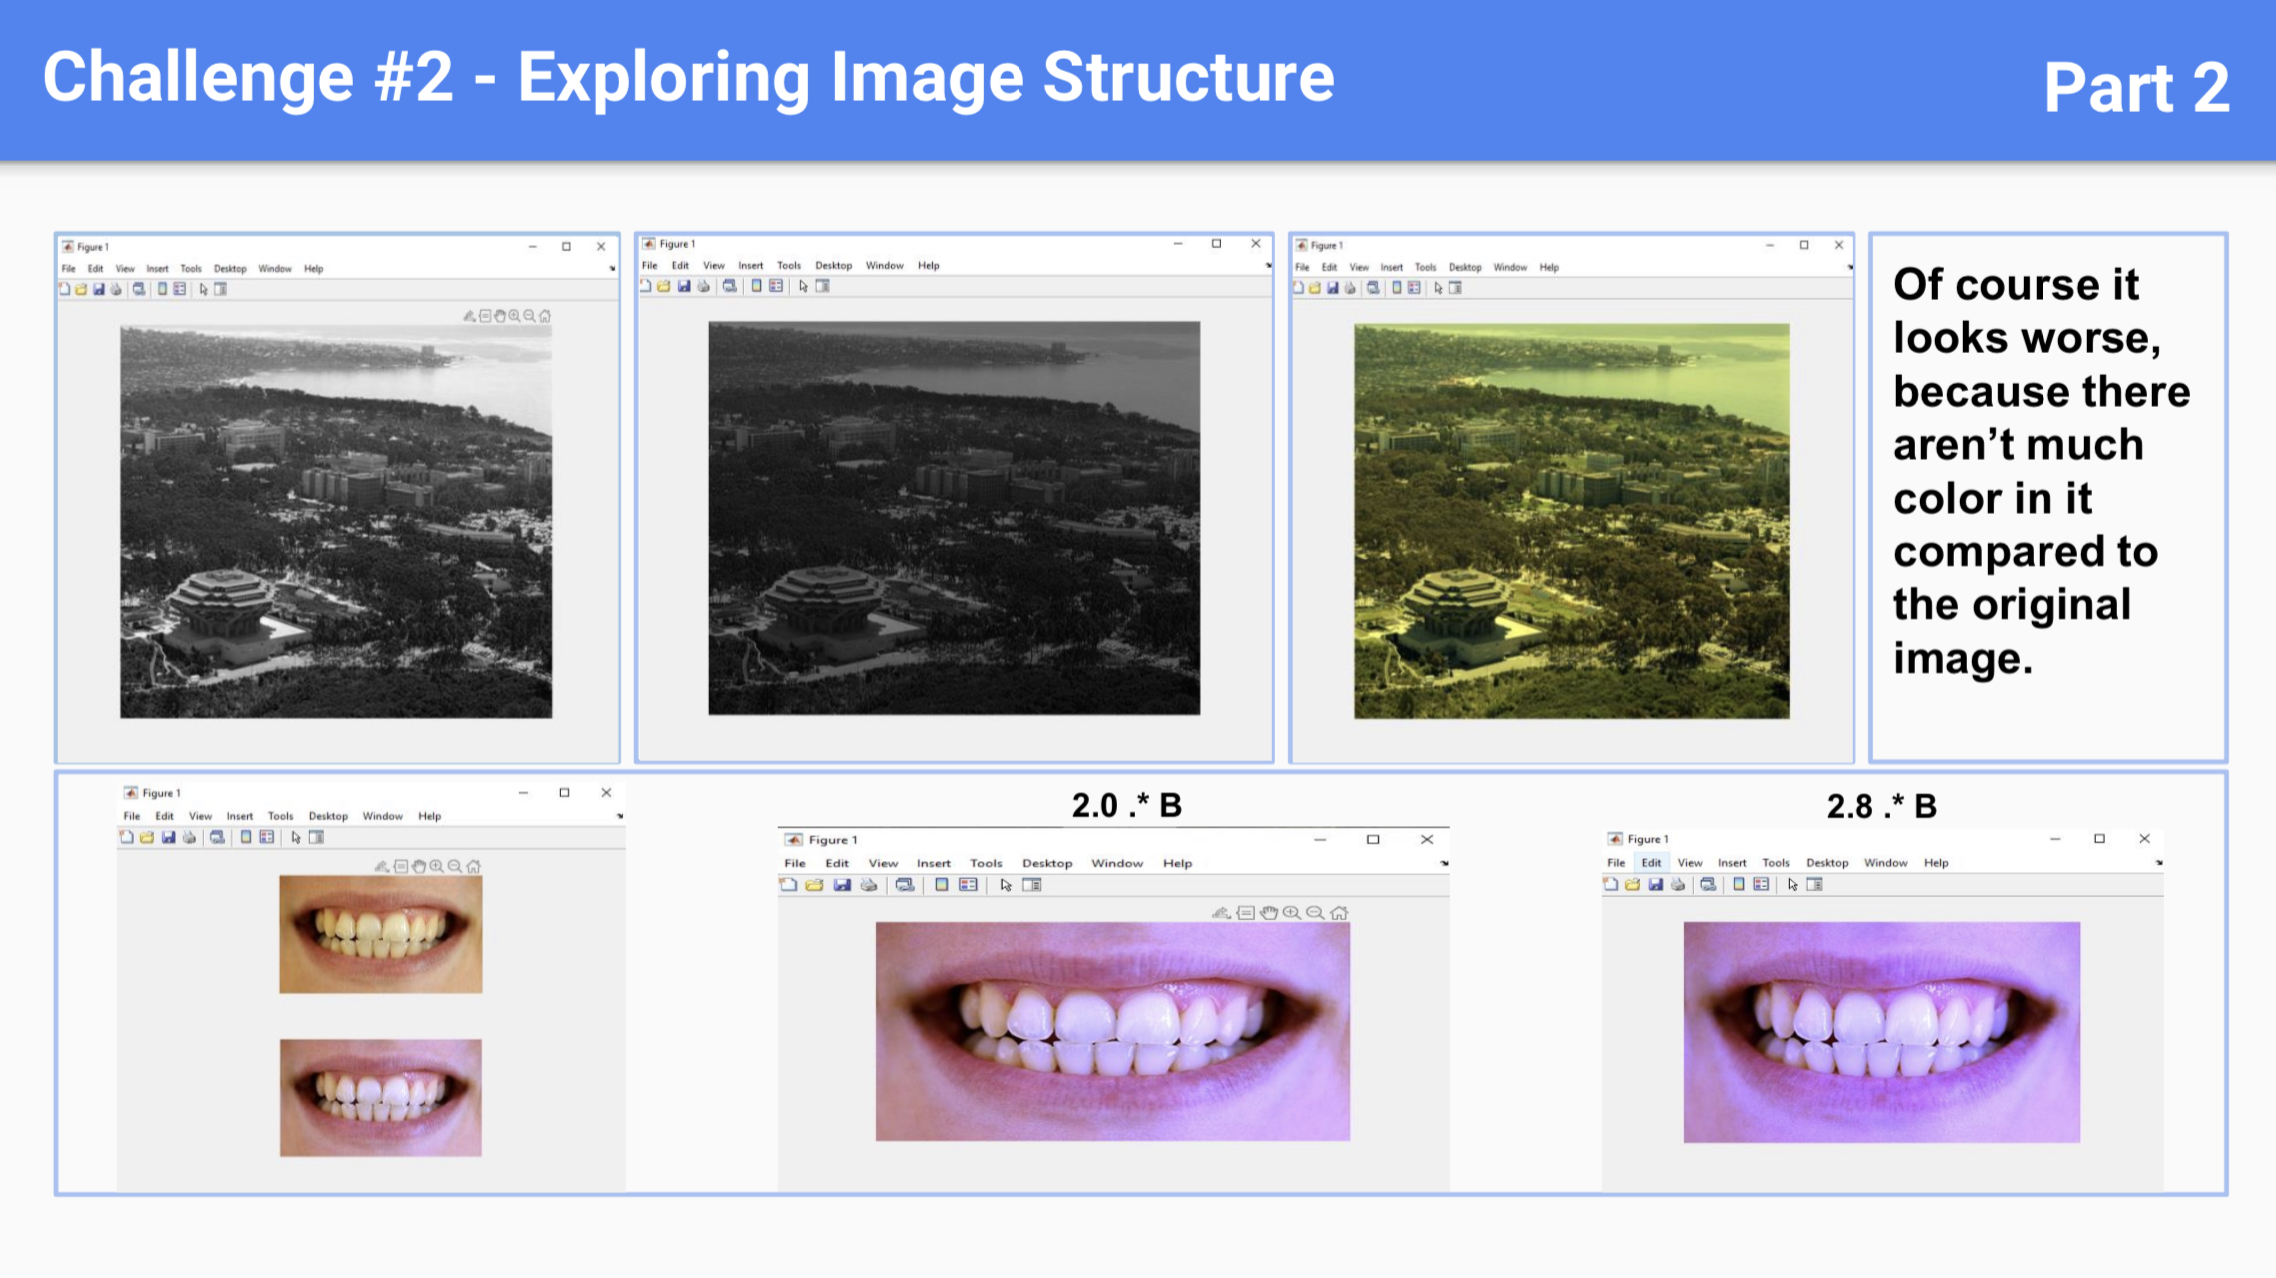 Challenge #2 - Exploring Image Structure
Part 2
Figure 1
File Edit View Insert Tools Desktop Window Help
Figure 1
File Edit View Insert Tools Desktop Window Help
Figure 1
File Edit View Insert Tools Desktop Window Help
Of course it
looks worse,
because there
aren’t much
color in it
compared to
the original
image.
Figure 1
File Edit View Insert Tools Desktop Window Help
2.0 .* B
Figure 1
File Edit View Insert Tools Desktop Window Help
2.8 .* B
Figure 1
File Edit View Insert Tools Desktop Window Help